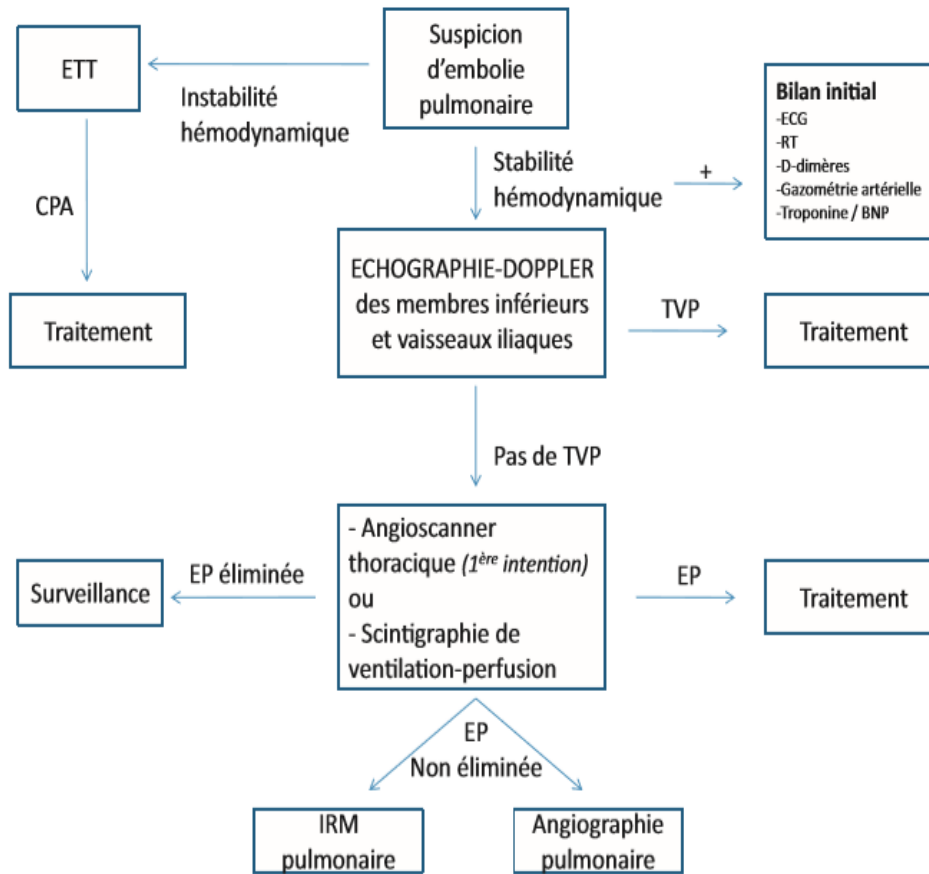 Suspicion
d'embolie
pulmonaire
ETT
Instabilité
hémodynamique
Bilan initial
-ECG
-RT
-D-dimères
-Gazométrie artérielle
-Troponine / BNP
Stabilité
hémodynamique
+
CPA
Traitement
ECHOGRAPHIE-DOPPLER
des membres inférieurs
et vaisseaux iliaques
TVP
Traitement
Pas de TVP
- Angioscanner
thoracique (1ère intention)
ou
- Scintigraphie de
ventilation-perfusion
EP éliminée
Surveillance
EP
Traitement
EP
Non éliminée
IRM
pulmonaire
Angiographie
pulmonaire